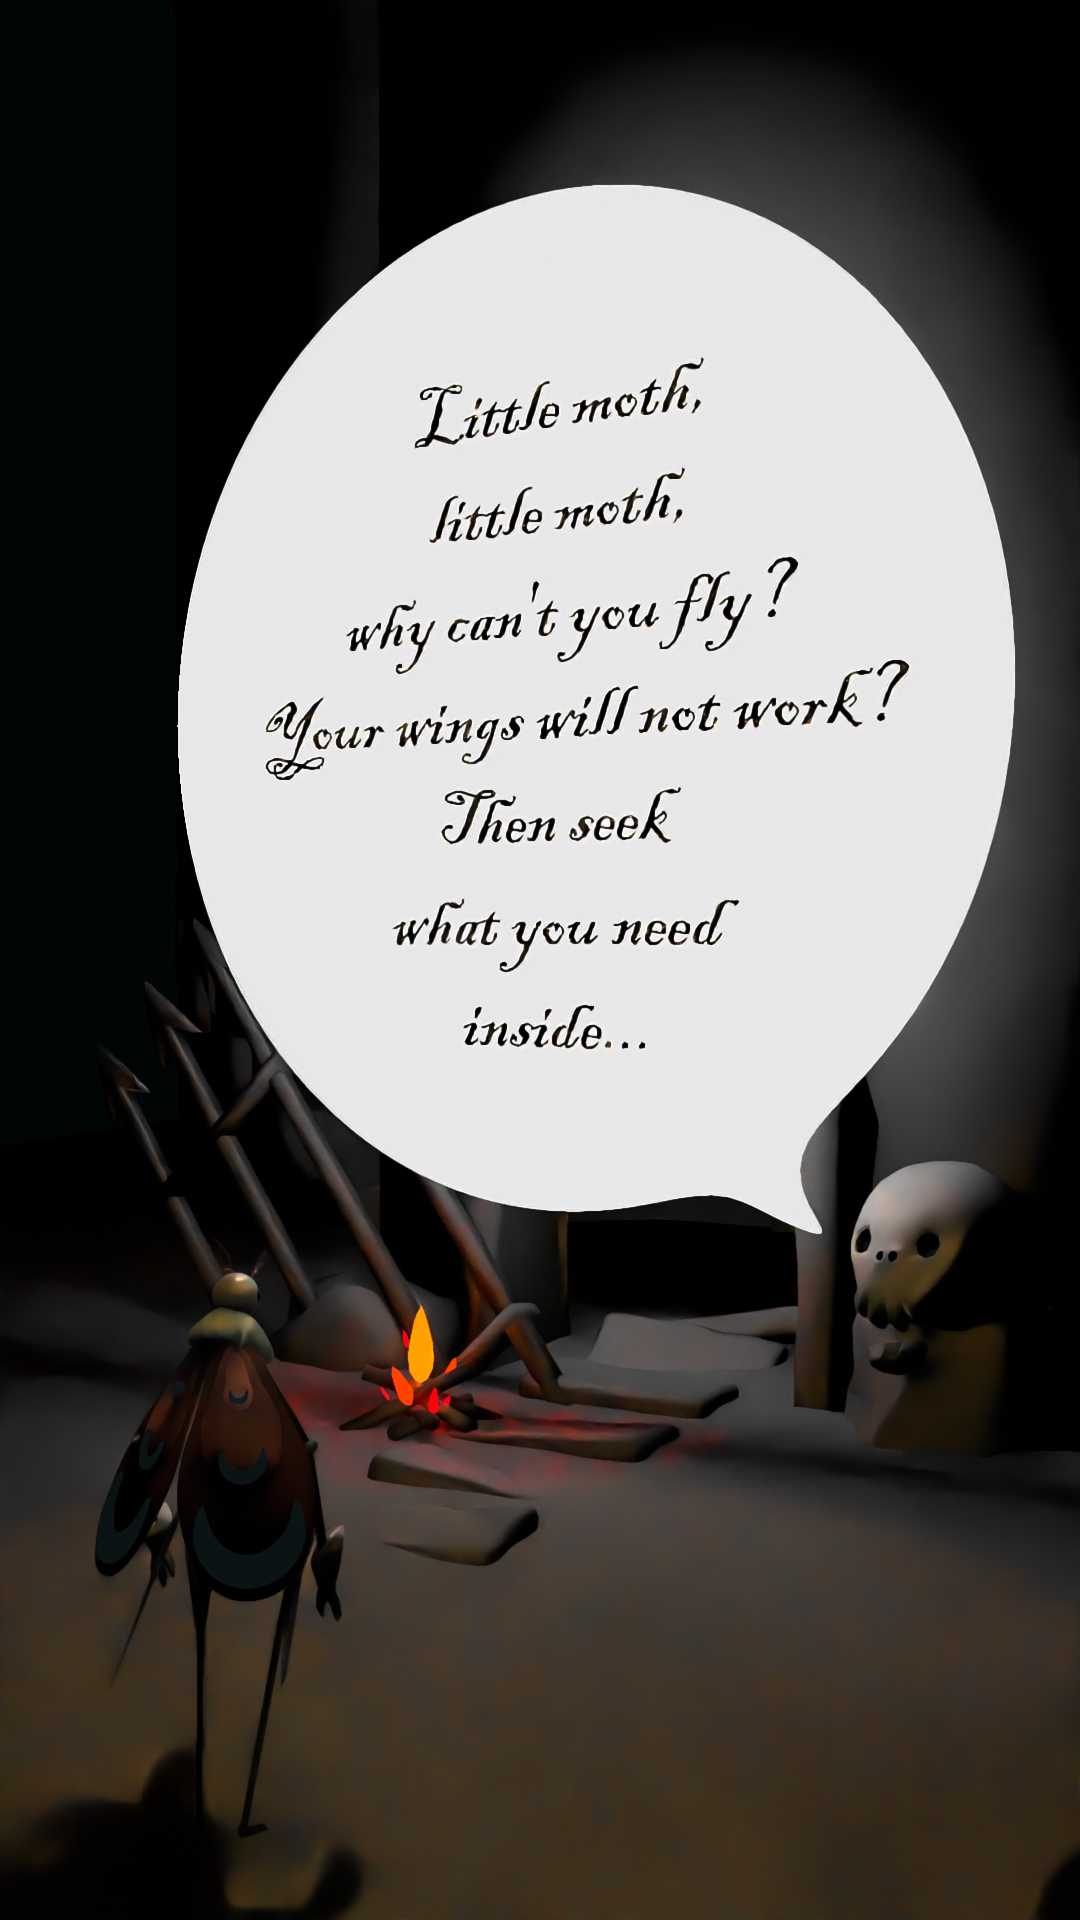 Little moth,
little moth,
why can't you fly?
Your wings will not work?
Then seek
what you need
inside...